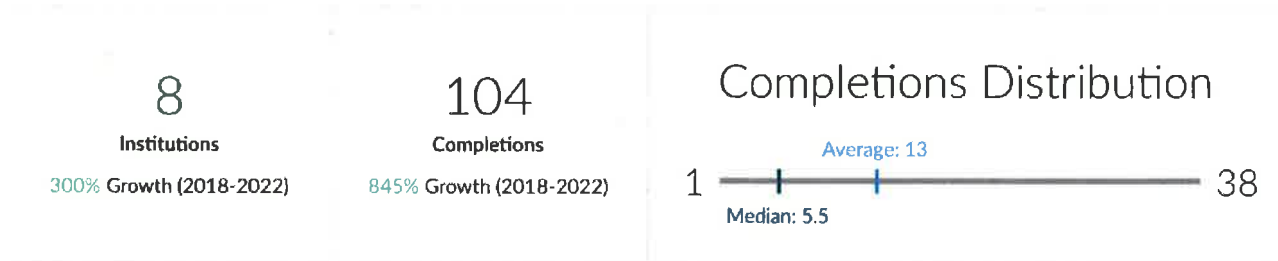 8
Institutions
300% Growth (2018-2022)
104
Completions
845% Growth (2018-2022)
Completions Distribution
Average: 13
1
38
Median: 5.5